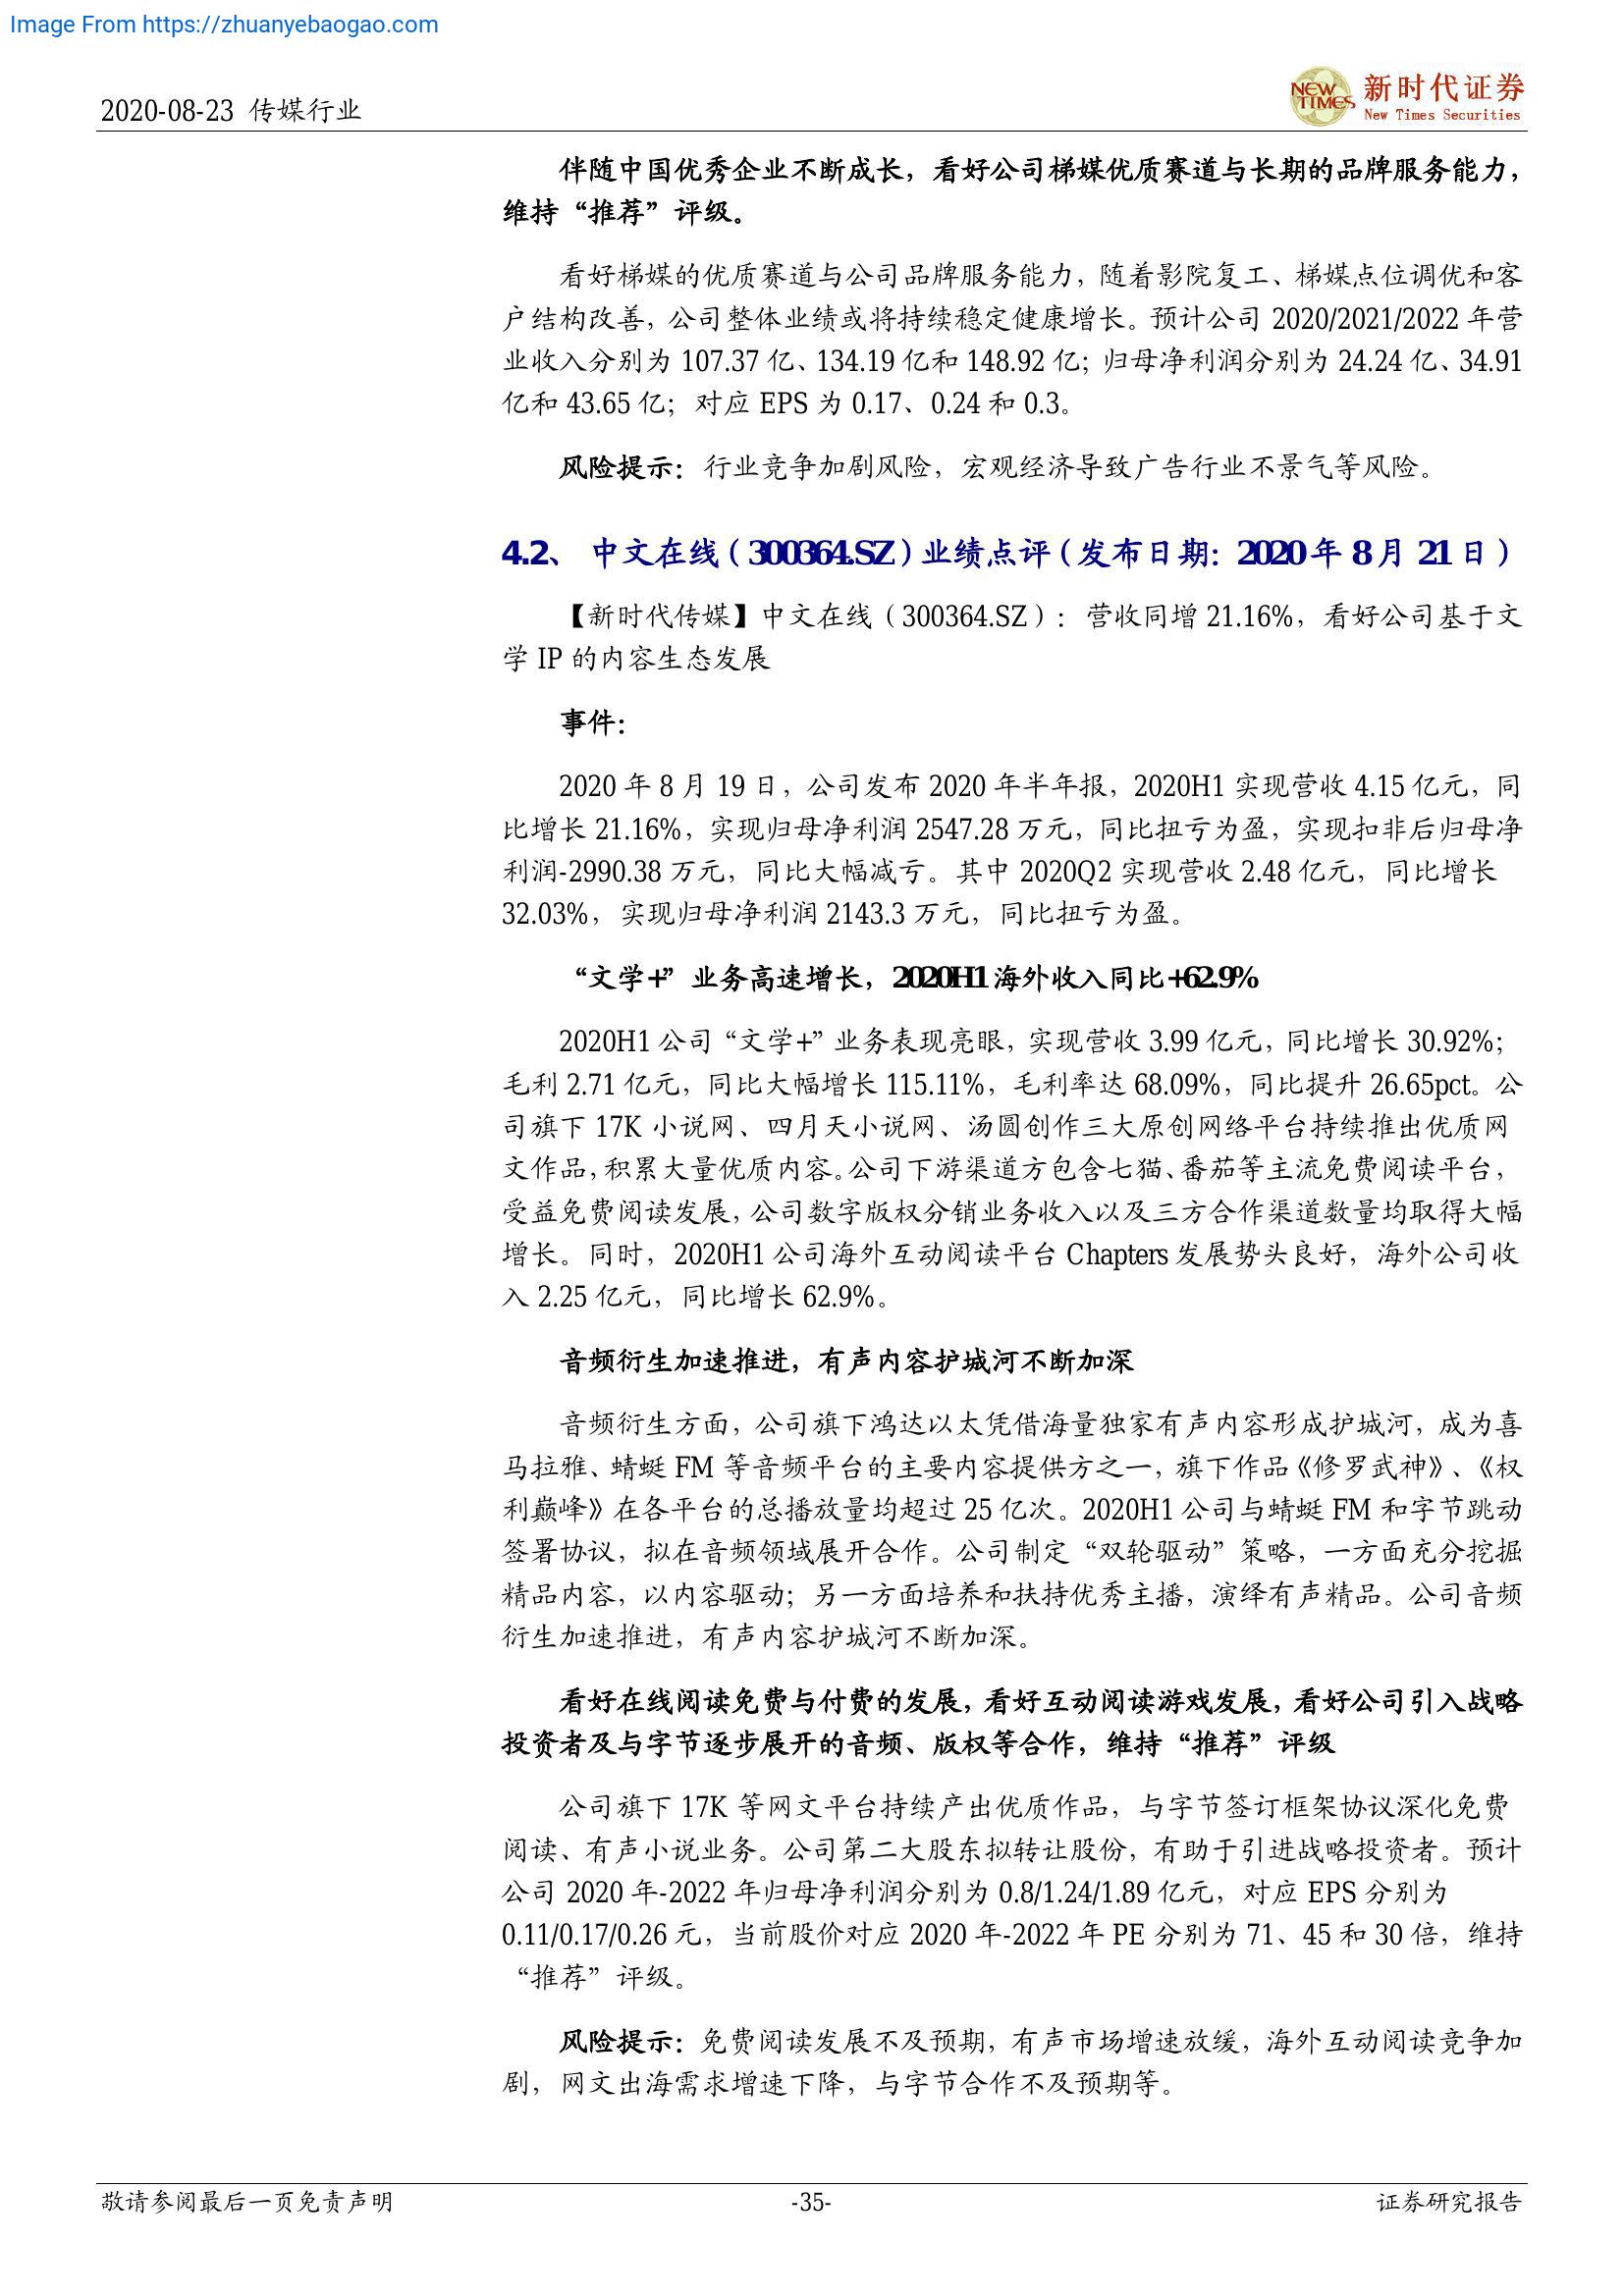 Image From https://zhuanyebaogao.com
2020-08-23 传媒行业
NEW TIMES
新时代证券
New Times Securities
伴随中国优秀企业不断成长，看好公司梯媒优质赛道与长期的品牌服务能力，
维持“推荐”评级。
看好梯媒的优质赛道与公司品牌服务能力，随着影院复工、梯媒点位调优和客
户结构改善，公司整体业绩或将持续稳定健康增长。预计公司 2020/2021/2022 年营
业收入分别为 107.37 亿、134.19 亿和 148.92 亿；归母净利润分别为 24.24 亿、34.91
亿和 43.65 亿；对应 EPS 为 0.17、0.24 和 0.3。
风险提示：行业竞争加剧风险，宏观经济导致广告行业不景气等风险。
4.2、 中文在线（300364.SZ）业绩点评（发布日期：2020 年 8 月 21 日）
【新时代传媒】中文在线（300364.SZ）：营收同增 21.16%，看好公司基于文
学 IP 的内容生态发展
事件：
2020 年 8 月 19 日，公司发布 2020 年半年报，2020H1 实现营收 4.15 亿元，同
比增长 21.16%，实现归母净利润 2547.28 万元，同比扭亏为盈，实现扣非后归母净
利润-2990.38 万元，同比大幅减亏。其中 2020Q2 实现营收 2.48 亿元，同比增长
32.03%，实现归母净利润 2143.3 万元，同比扭亏为盈。
“文学+”业务高速增长，2020H1 海外收入同比+62.9%
2020H1 公司“文学+”业务表现亮眼，实现营收 3.99 亿元，同比增长 30.92%；
毛利 2.71 亿元，同比大幅增长 115.11%，毛利率达 68.09%，同比提升 26.65pct。公
司旗下 17K 小说网、四月天小说网、汤圆创作三大原创网络平台持续推出优质网
文作品，积累大量优质内容。公司下游渠道方包含七猫、番茄等主流免费阅读平台，
受益免费阅读发展，公司数字版权分销业务收入以及三方合作渠道数量均取得大幅
增长。同时，2020H1 公司海外互动阅读平台 Chapters 发展势头良好，海外公司收
入 2.25 亿元，同比增长 62.9%。
音频衍生加速推进，有声内容护城河不断加深
音频衍生方面，公司旗下鸿达以太凭借海量独家有声内容形成护城河，成为喜
马拉雅、蜻蜓 FM 等音频平台的主要内容提供方之一，旗下作品《修罗武神》、《权
利巅峰》在各平台的总播放量均超过 25 亿次。2020H1 公司与蜻蜓 FM 和字节跳动
签署协议，拟在音频领域展开合作。公司制定“双轮驱动”策略，一方面充分挖掘
精品内容，以内容驱动；另一方面培养和扶持优秀主播，演绎有声精品。公司音频
衍生加速推进，有声内容护城河不断加深。
看好在线阅读免费与付费的发展，看好互动阅读游戏发展，看好公司引入战略
投资者及与字节逐步展开的音频、版权等合作，维持“推荐”评级
公司旗下 17K 等网文平台持续产出优质作品，与字节签订框架协议深化免费
阅读、有声小说业务。公司第二大股东拟转让股份，有助于引进战略投资者。预计
公司 2020 年-2022 年归母净利润分别为 0.8/1.24/1.89 亿元，对应 EPS 分别为
0.11/0.17/0.26 元，当前股价对应 2020 年-2022 年 PE 分别为 71、45 和 30 倍，维持
“推荐”评级。
风险提示：免费阅读发展不及预期，有声市场增速放缓，海外互动阅读竞争加
剧，网文出海需求增速下降，与字节合作不及预期等。
敬请参阅最后一页免责声明
-35-
证券研究报告